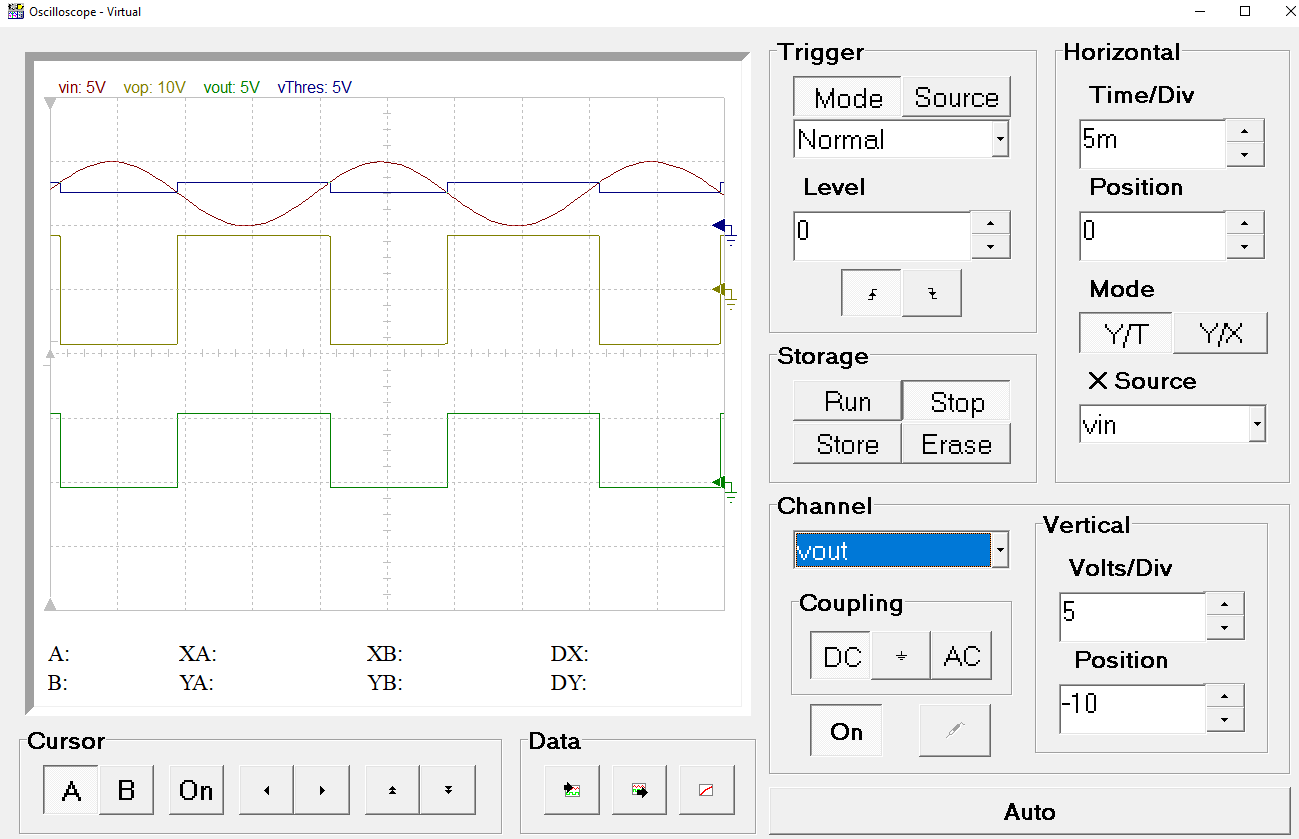 Oscilloscope - Virtual
vin: 5V vop: 10V vout: 5V vThres: 5V
A: XA: XB: DX:
B: YA: YB: DY:
Cursor
A B On
Data
Trigger
Mode Source
Normal
Level
0
Storage
Run Stop
Store Erase
Horizontal
Time/Div
5m
Position
0
Mode
Y/T Y/X
X Source
vin
Channel
vout
Coupling
DC AC
On
Vertical
Volts/Div
5
Position
-10
Auto